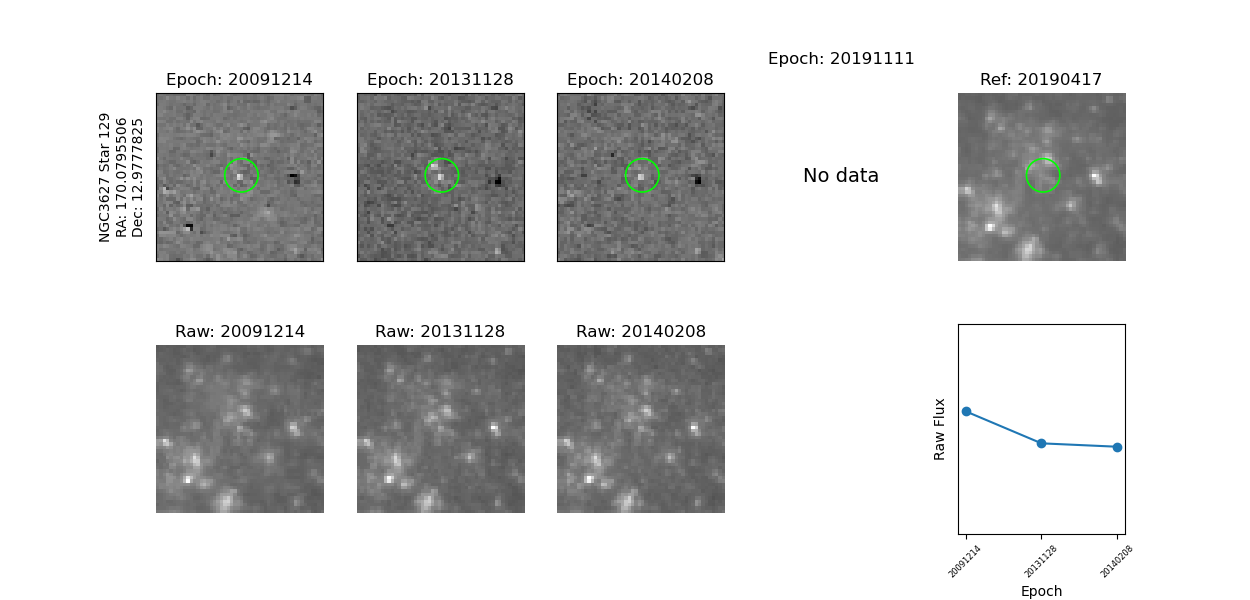 NGC3627 Star 129
RA: 170.0795506
Dec: 12.9777825
Epoch: 20091214
Epoch: 20131128
Epoch: 20140208
Epoch: 20191111
No data
Ref: 20190417
Raw: 20091214
Raw: 20131128
Raw: 20140208
Raw Flux
20091214
20131128
20140208
Epoch